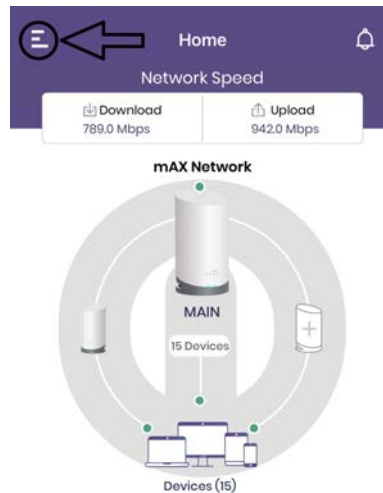 Home
Network Speed
Download
Upload
789.0 Mbps
942.0 Mbps
mAX Network
MAIN
15 Devices
Devices (15)